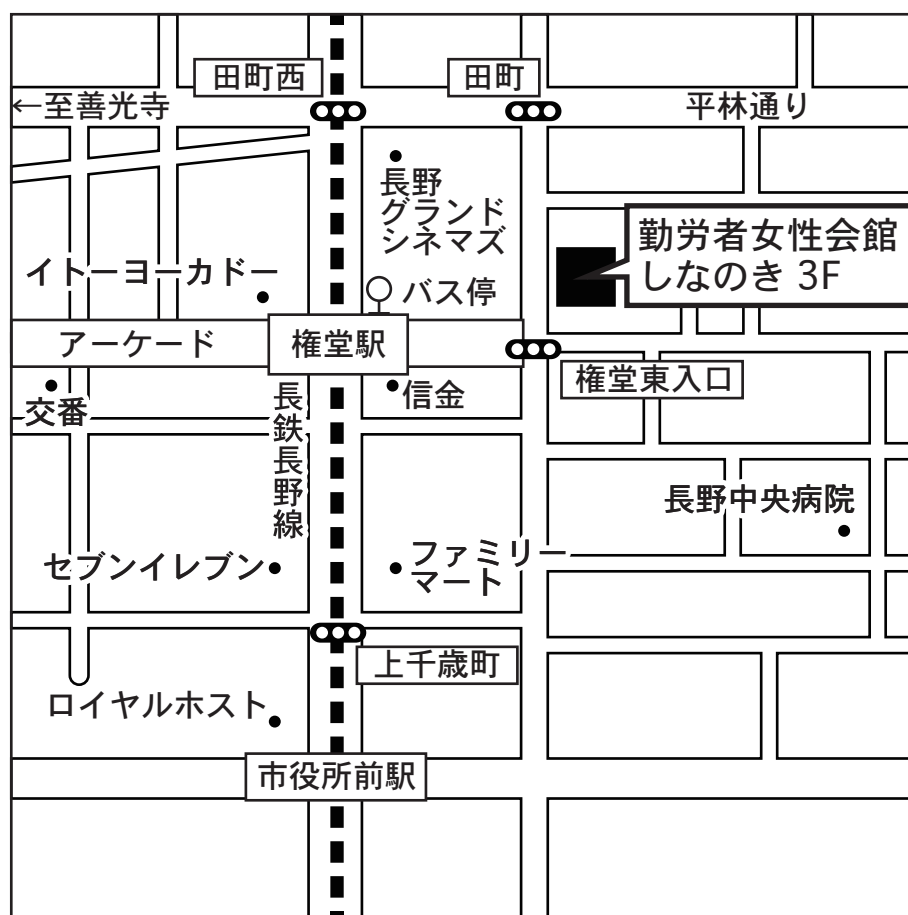 田町西
田町
←至善光寺
平林通り
長野
グランド
シネマズ
勤労者女性会館
しなのき 3F
イトーヨーカドー
バス停
アーケード
権堂駅
権堂東入口
交番
長鉄長野線
信金
長野中央病院
セブンイレブン
ファミリー
マート
上千歳町
ロイヤルホスト
市役所前駅